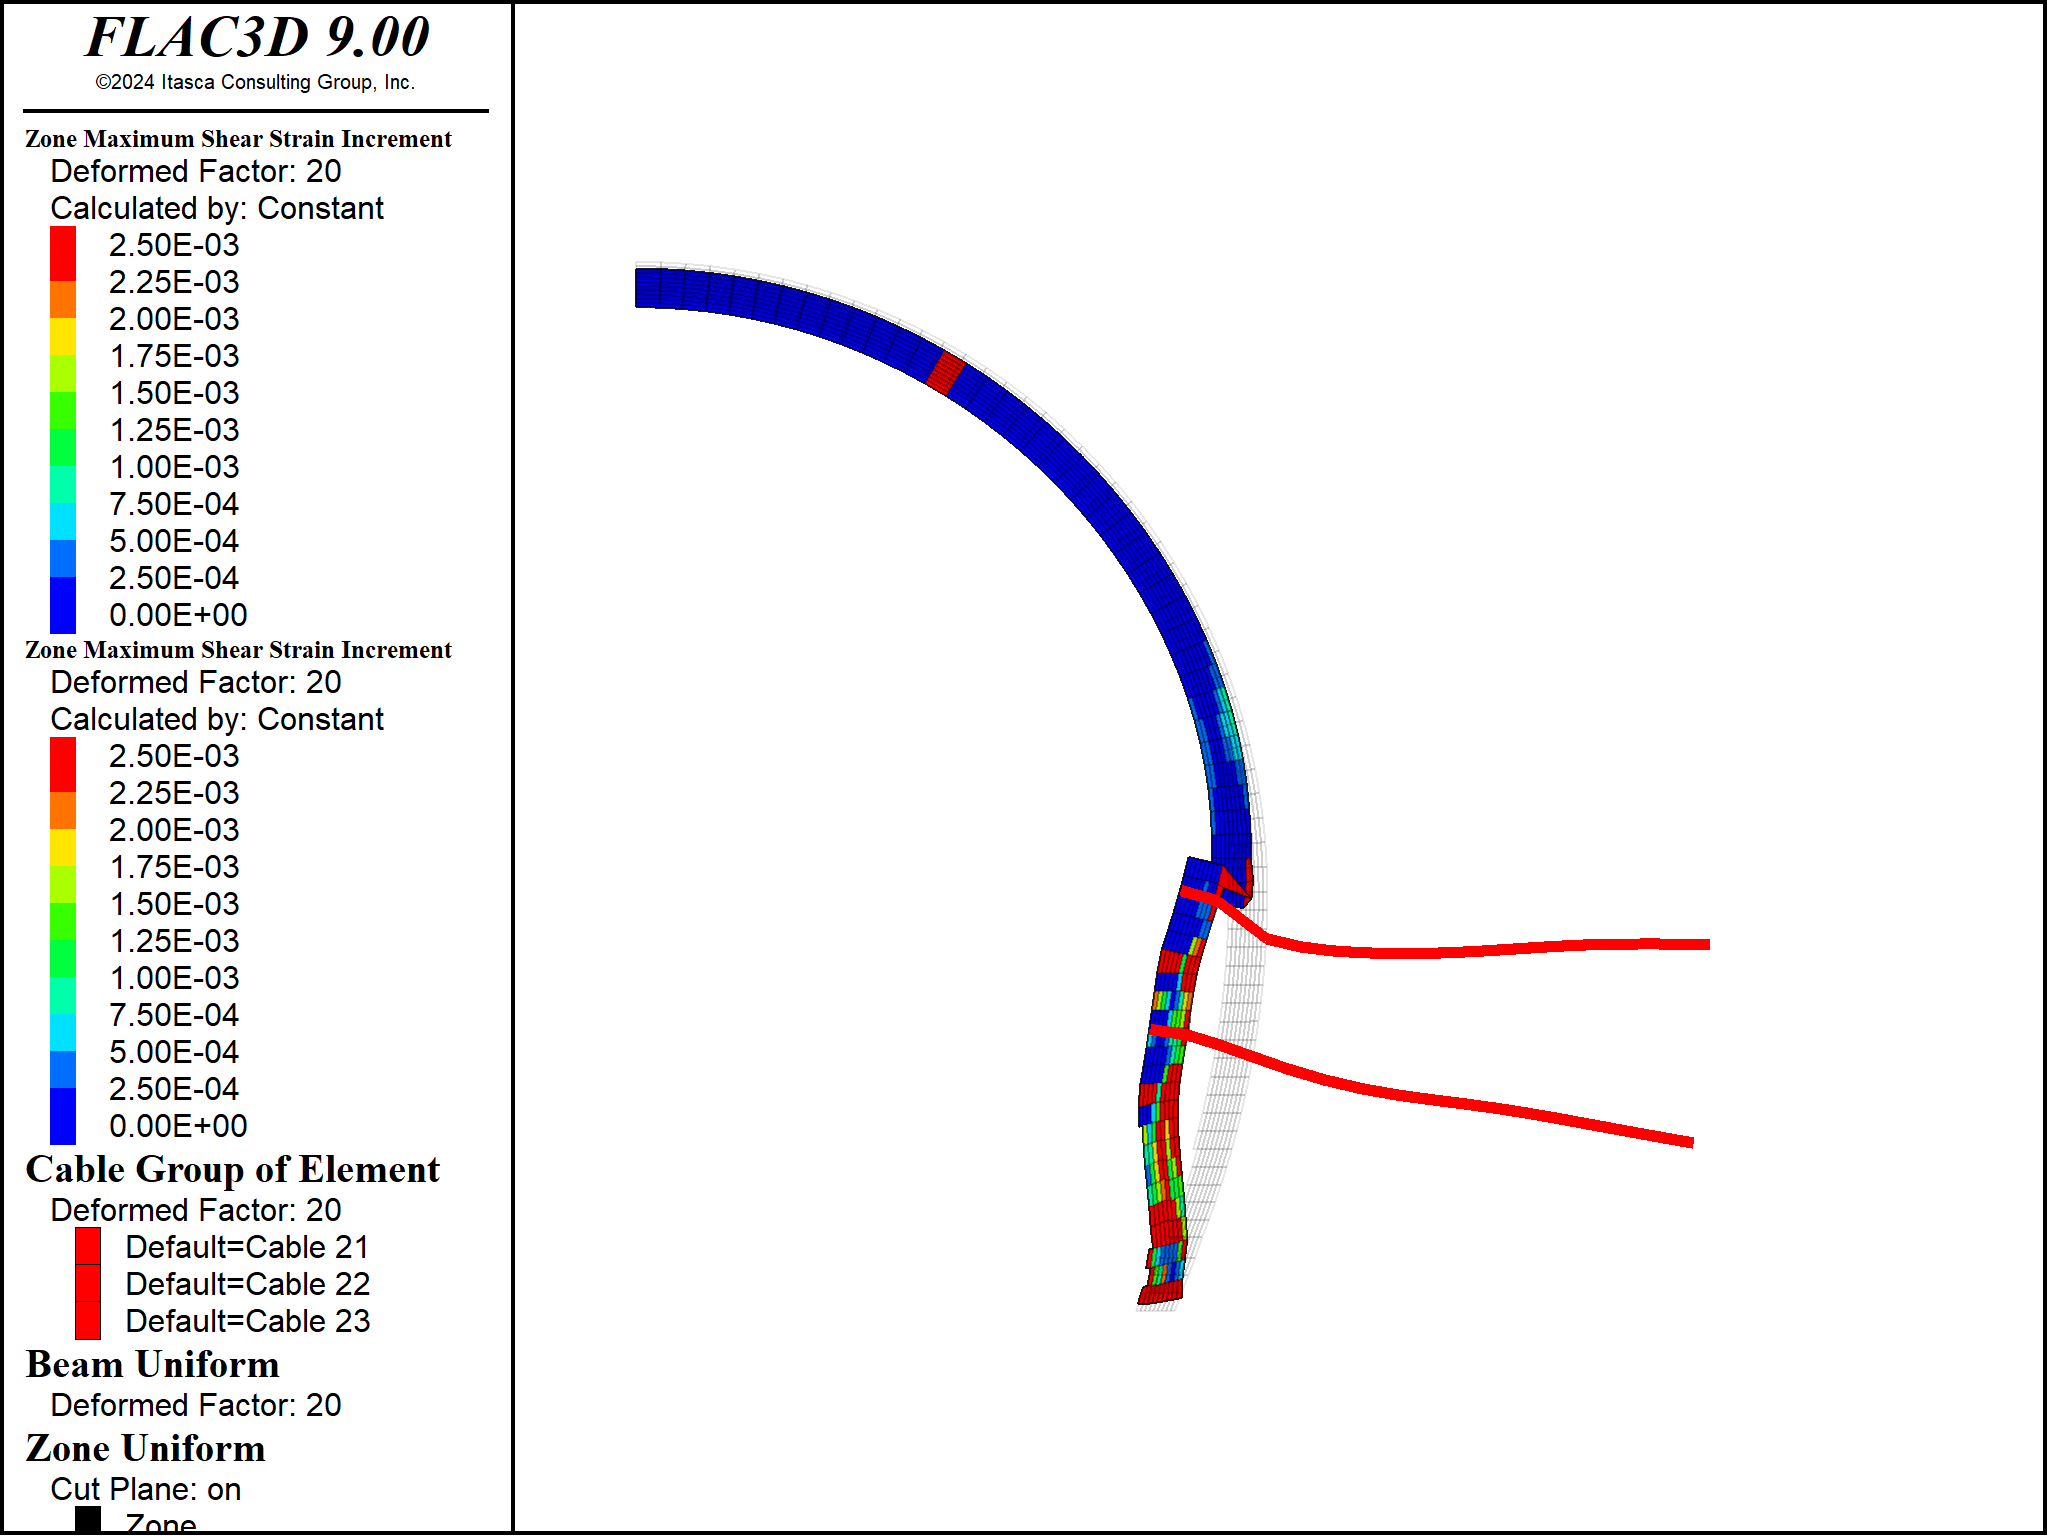 FLAC3D 9.00
©2024 Itasca Consulting Group, Inc.
Zone Maximum Shear Strain Increment
Deformed Factor: 20
Calculated by: Constant
2.50E-03
2.25E-03
2.00E-03
1.75E-03
1.50E-03
1.25E-03
1.00E-03
7.50E-04
5.00E-04
2.50E-04
0.00E+00
Zone Maximum Shear Strain Increment
Deformed Factor: 20
Calculated by: Constant
2.50E-03
2.25E-03
2.00E-03
1.75E-03
1.50E-03
1.25E-03
1.00E-03
7.50E-04
5.00E-04
2.50E-04
0.00E+00
Cable Group of Element
Deformed Factor: 20
Default=Cable 21
Default=Cable 22
Default=Cable 23
Beam Uniform
Deformed Factor: 20
Zone Uniform
Cut Plane: on
Zone